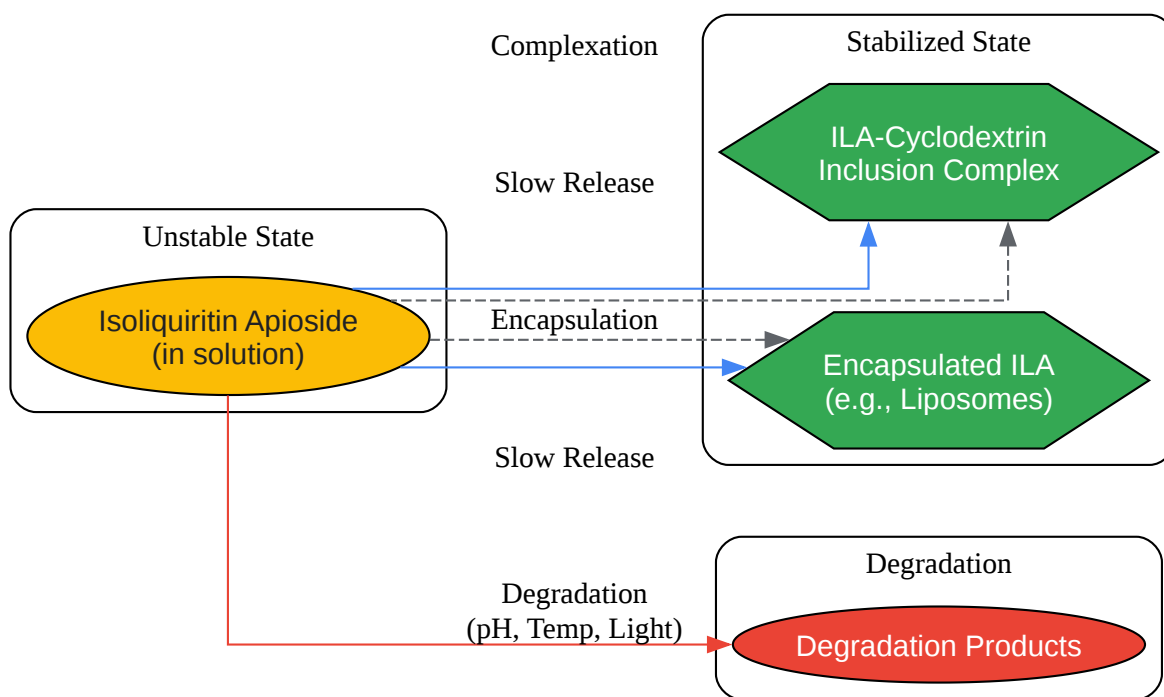 Complexation
Stabilized State
ILA-Cyclodextrin
Inclusion Complex
Slow Release
Unstable State
Isoliquiritin Apioside
(in solution)
Encapsulation
Encapsulated ILA
(e.g., Liposomes)
Slow Release
Degradation
Degradation
(pH, Temp, Light)
Degradation Products